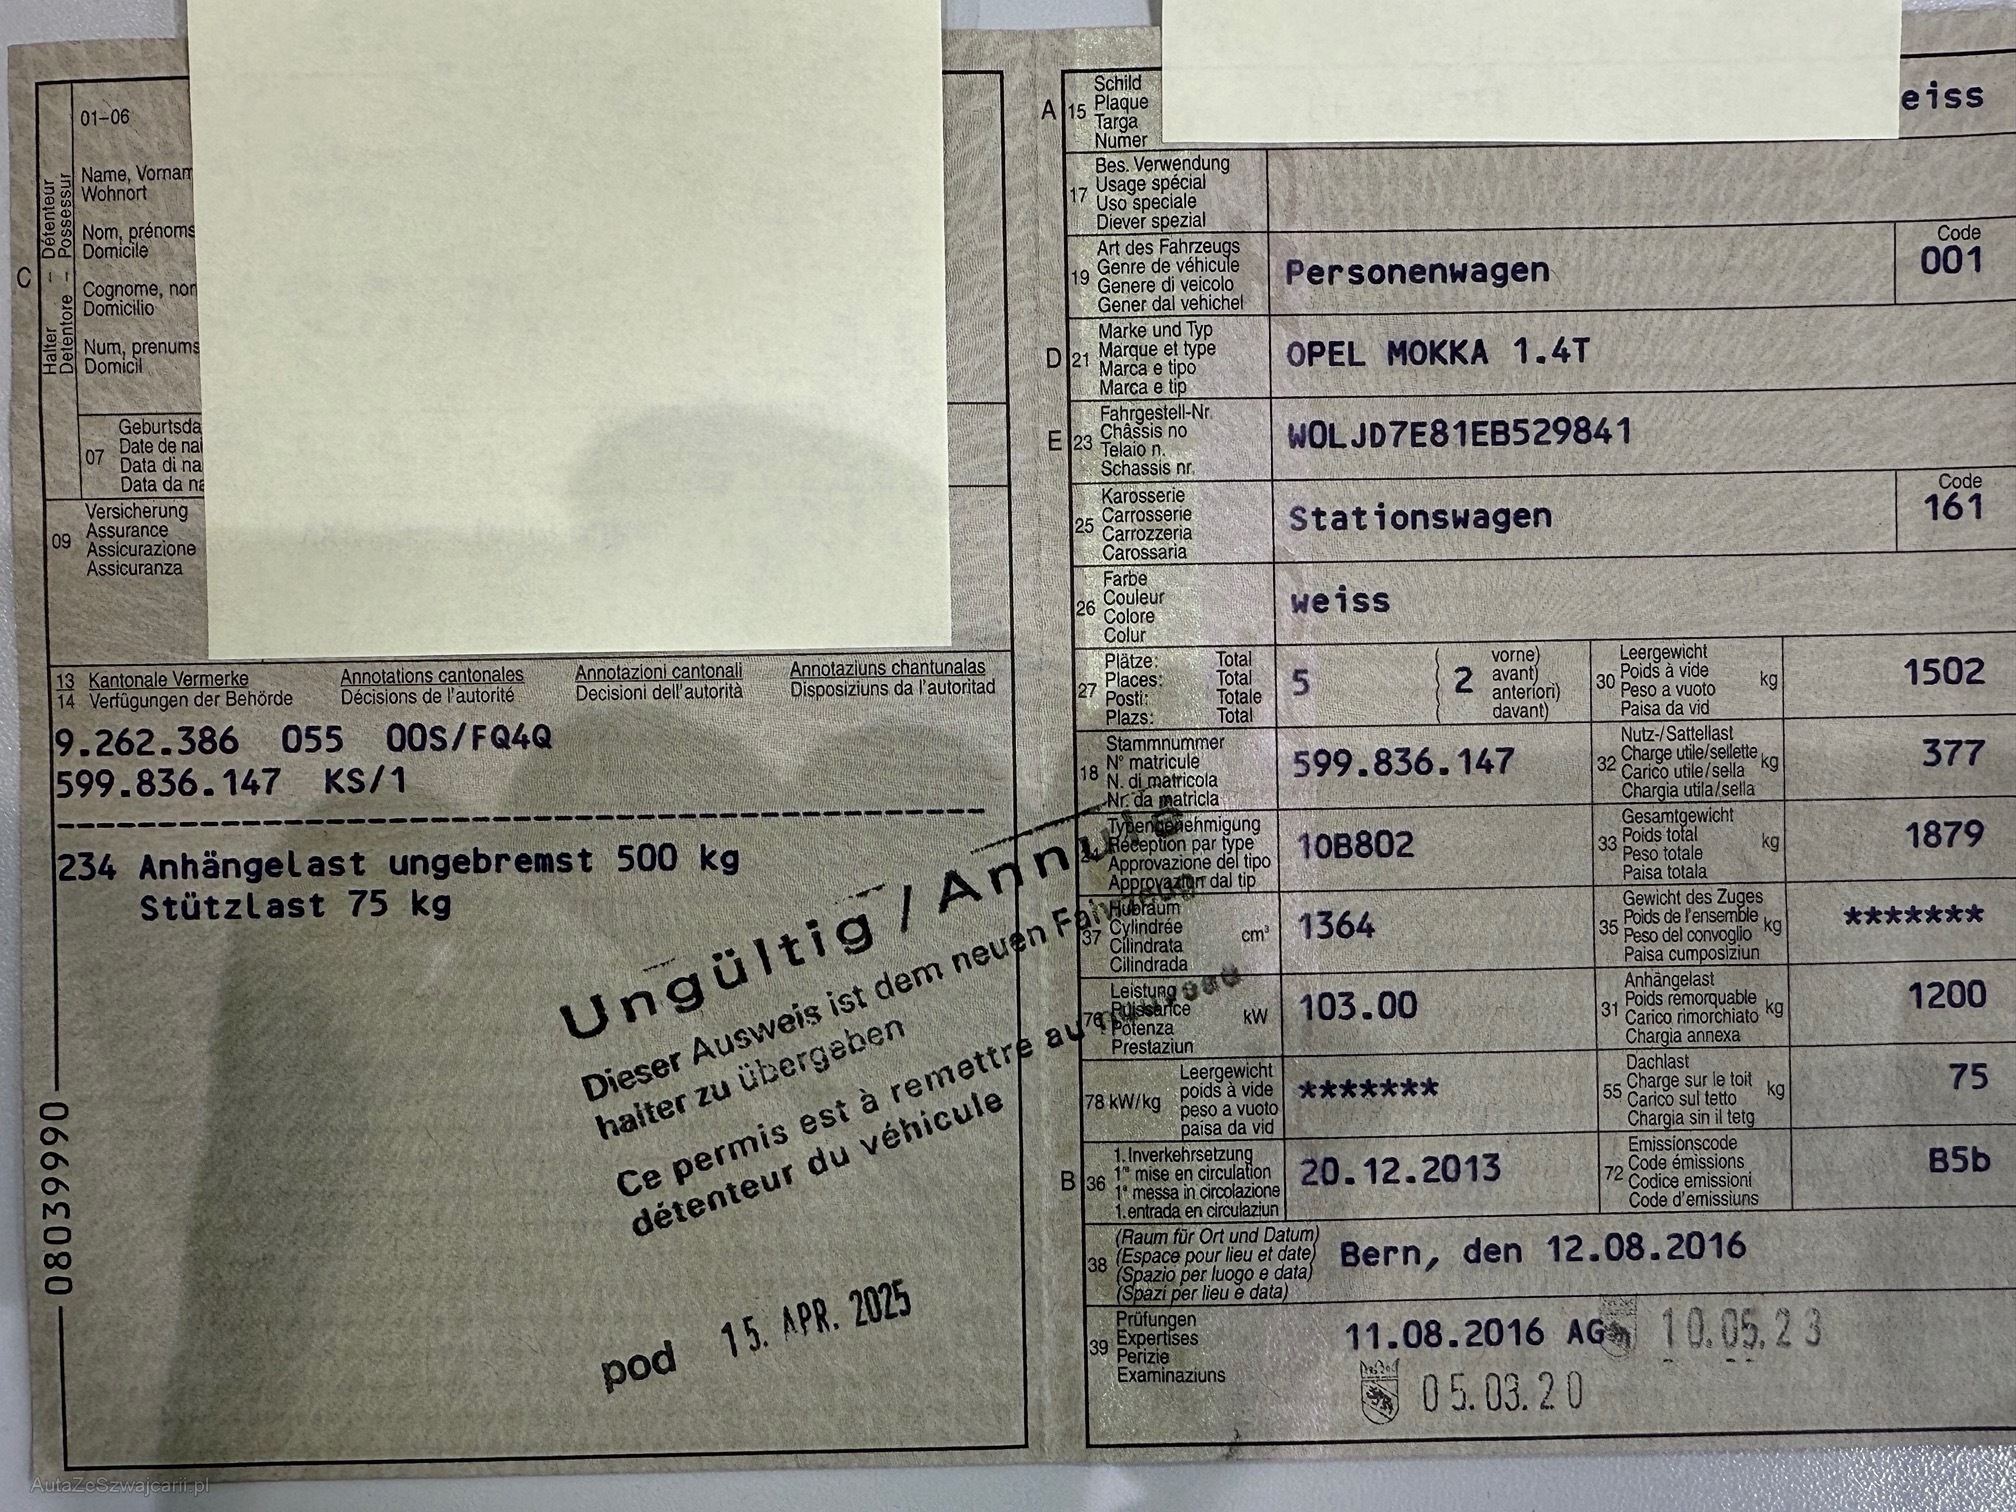 01-06
Halter – Détenteur
Detentore – Possessur
C
Name, Vornam
Wohnort
Nom, prénoms
Domicile
Cognome, nor
Domicilio
Num, prenums
Domicil
07
Geburtsda
Date de nai
Data di na
Data da na
09
Versicherung
Assurance
Assicurazione
Assicuranza
13 Kantonale Vermerke Annotations cantonales Annotazioni cantonali Annotaziuns chantunalas
14 Verfügungen der Behörde Décisions de l'autorité Decisioni dell'autorità Disposiziuns da l'autoritad
9.262.386 055 00S/FQ4Q
599.836.147 KS/1
234 Anhängelast ungebremst 500 kg
Stützlast 75 kg
Ungültig / Annulé
Dieser Ausweis ist dem neuen Fahrzeug-
halter zu übergeben
Ce permis est à remettre au nouveau
détenteur du véhicule
pod 15. APR. 2025
08039990
A 15
Schild
Plaque
Targa
Numer
eiss
17
Bes. Verwendung
Usage spécial
Uso speciale
Diever spezial
19
Art des Fahrzeugs
Genre de véhicule
Genere di veicolo
Gener dal vehichel
Personenwagen
Code
001
D 21
Marke und Typ
Marque et type
Marca e tipo
Marca e tip
OPEL MOKKA 1.4T
E 23
Fahrgestell-Nr.
Châssis no
Telaio n.
Schassis nr.
W0LJD7E81EB529841
25
Karosserie
Carrosserie
Carrozzeria
Carossaria
Stationswagen
Code
161
26
Farbe
Couleur
Colore
Colur
weiss
27
Plätze: Total
Places: Total
Posti: Totale
Plazs: Total
5
2
vorne)
avant)
anteriori)
davant)
30
Leergewicht
Poids à vide
Peso a vuoto
Paisa da vid
kg
1502
18
Stammnummer
N° matricule
N. di matricola
Nr. da matricla
599.836.147
32
Nutz-/Sattellast
Charge utile/sellette
Carico utile/sella
Chargia utila/sella
kg
377
24
Typengenehmigung
Réception par type
Approvazione del tipo
Approvaziun dal tip
10B802
33
Gesamtgewicht
Poids total
Peso totale
Paisa totala
kg
1879
37
Hubraum
Cylindrée
Cilindrata
Cilindrada
cm³
1364
35
Gewicht des Zuges
Poids de l'ensemble
Peso del convoglio
Paisa cumposiziun
kg
*******
76
Leistung
Puissance
Potenza
Prestaziun
kW
103.00
31
Anhängelast
Poids remorquable
Carico rimorchiato
Chargia annexa
kg
1200
78 kW/kg
Leergewicht
poids à vide
peso a vuoto
paisa da vid
*******
55
Dachlast
Charge sur le toit
Carico sul tetto
Chargia sin il tetg
kg
75
B 36
1. Inverkehrsetzung
1re mise en circulation
1a messa in circolazione
1. entrada en circulaziun
20.12.2013
72
Emissionscode
Code émissions
Codice emissioni
Code d'emissiuns
B5b
38
(Raum für Ort und Datum)
(Espace pour lieu et date)
(Spazio per luogo e data)
(Spazi per lieu e data)
Bern, den 12.08.2016
39
Prüfungen
Expertises
Perizie
Examinaziuns
11.08.2016 AG 10.05.23
05.03.20
AutaZeSzwajcarii.pl